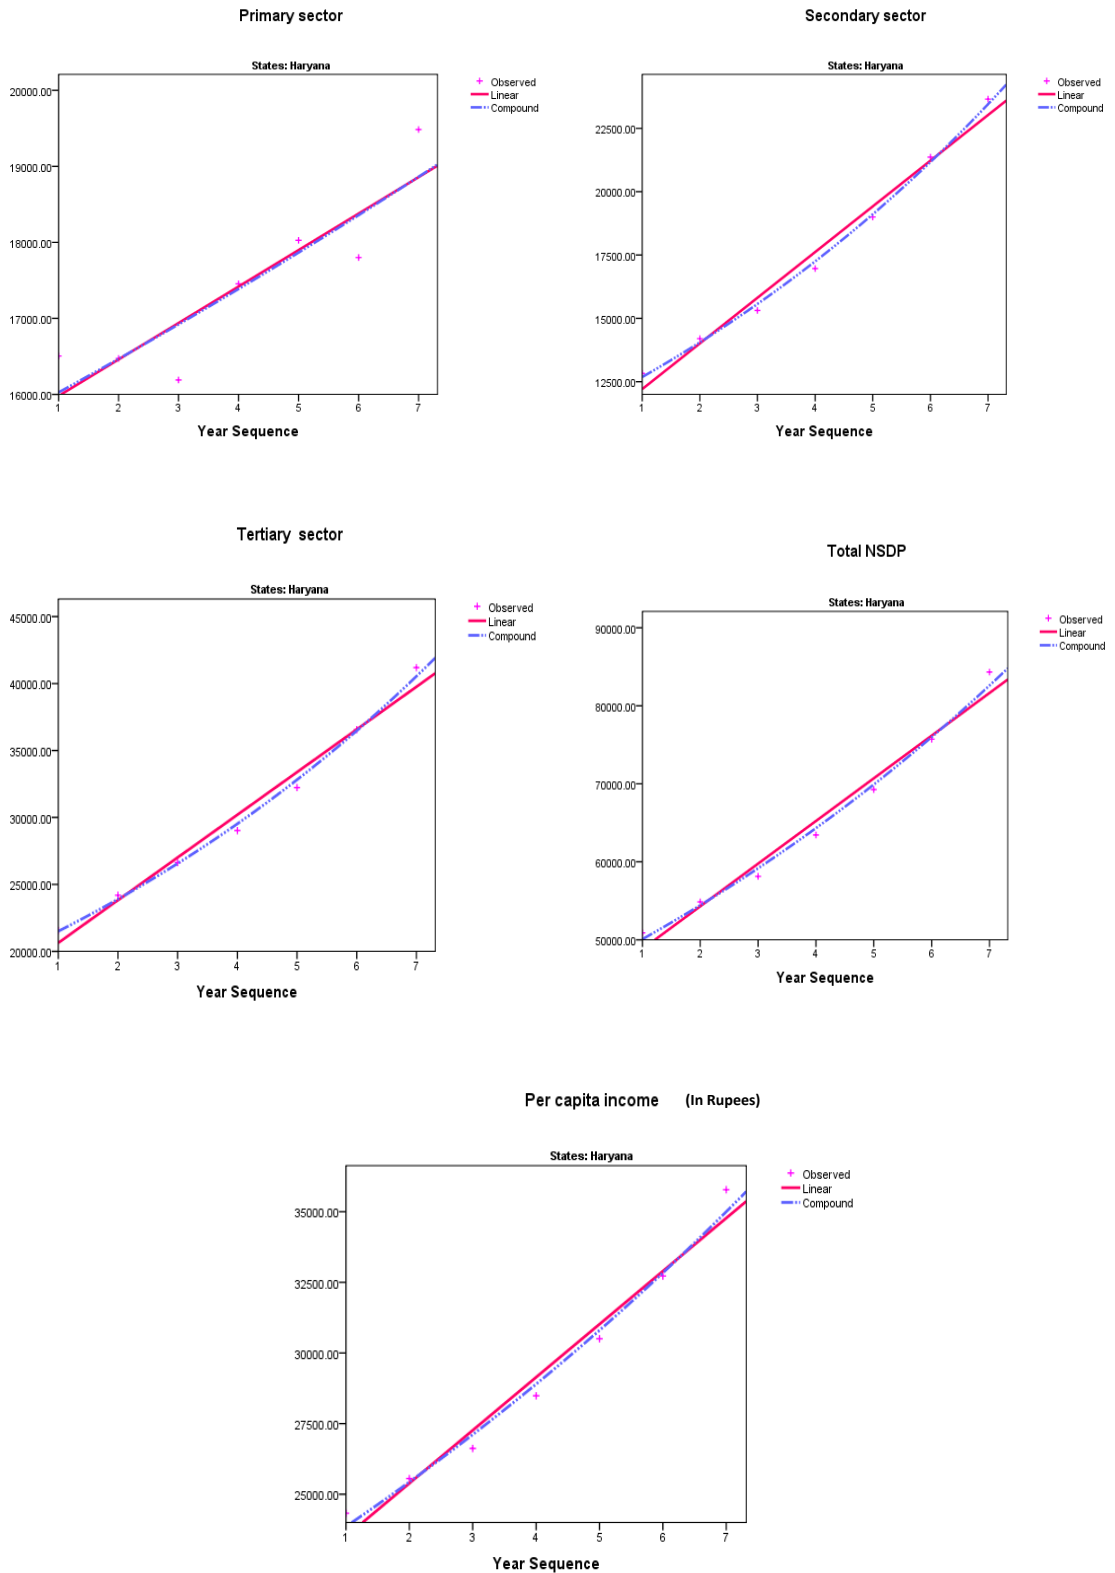 Primary sector
States: Haryana
Observed
Linear
Compound
20000.00
19000.00
18000.00
17000.00
16000.00
1 2 3 4 5 6 7
Year Sequence
Secondary sector
States: Haryana
Observed
Linear
Compound
22500.00
20000.00
17500.00
15000.00
12500.00
1 2 3 4 5 6 7
Year Sequence
Tertiary sector
States: Haryana
Observed
Linear
Compound
45000.00
40000.00
35000.00
30000.00
25000.00
20000.00
1 2 3 4 5 6 7
Year Sequence
Total NSDP
States: Haryana
Observed
Linear
Compound
90000.00
80000.00
70000.00
60000.00
50000.00
1 2 3 4 5 6 7
Year Sequence
Per capita income (In Rupees)
States: Haryana
Observed
Linear
Compound
35000.00
32500.00
30000.00
27500.00
25000.00
1 2 3 4 5 6 7
Year Sequence